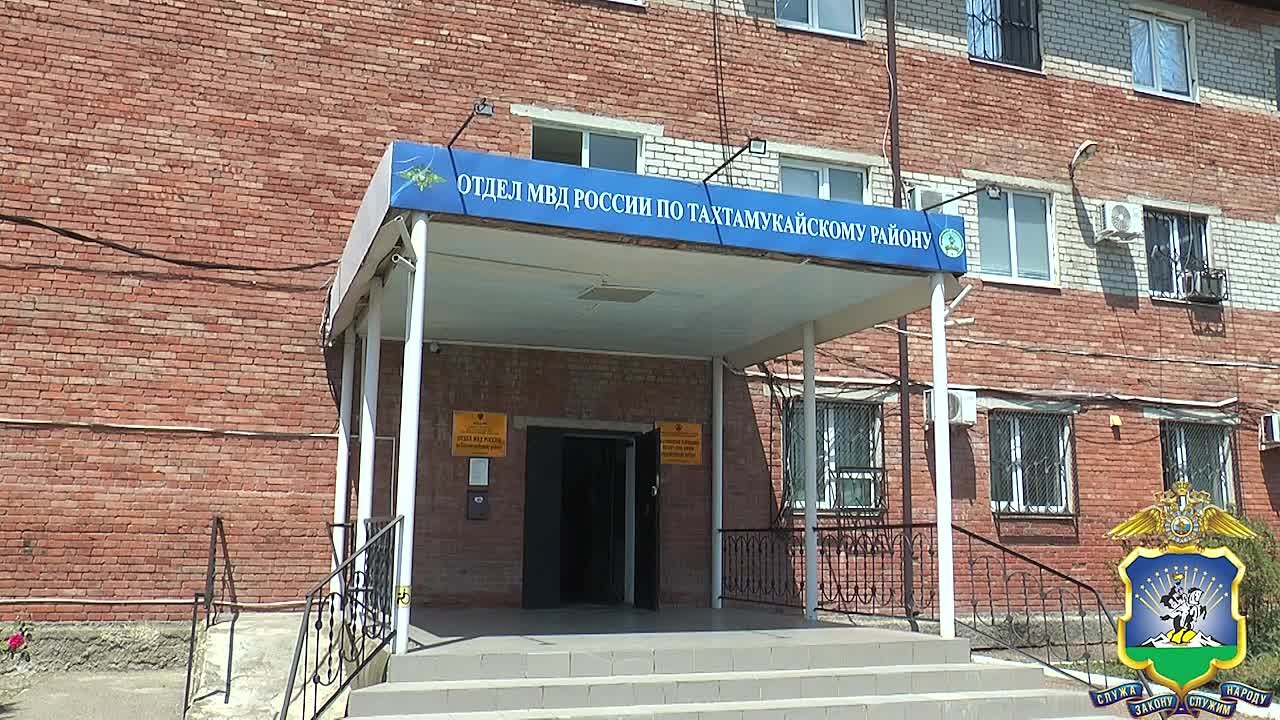 ОТДЕЛ МВД РОССИИ ПО ТАХТАМУКАЙСКОМУ РАЙОНУ
ОТДЕЛ МВД РОССИИ
СЛУЖА ЗАКОНУ СЛУЖИМ НАРОДУ